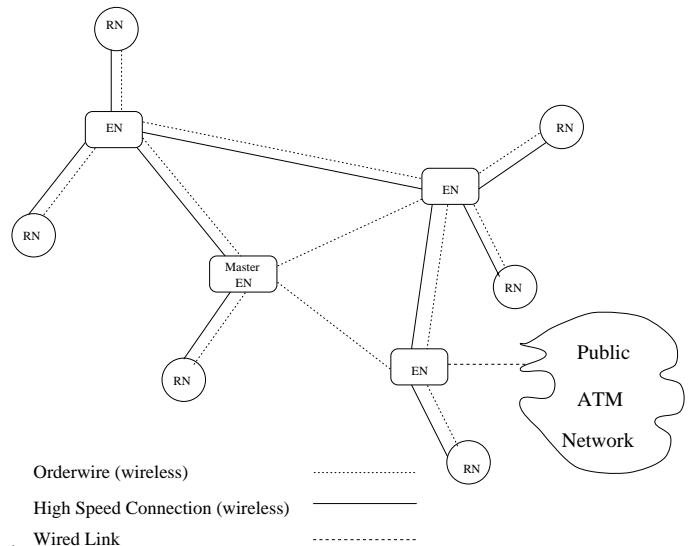 RN
EN
RN
EN
RN
RN
Master
EN
RN
EN
RN
Public
ATM
Network
Orderwire (wireless)
High Speed Connection (wireless)
Wired Link